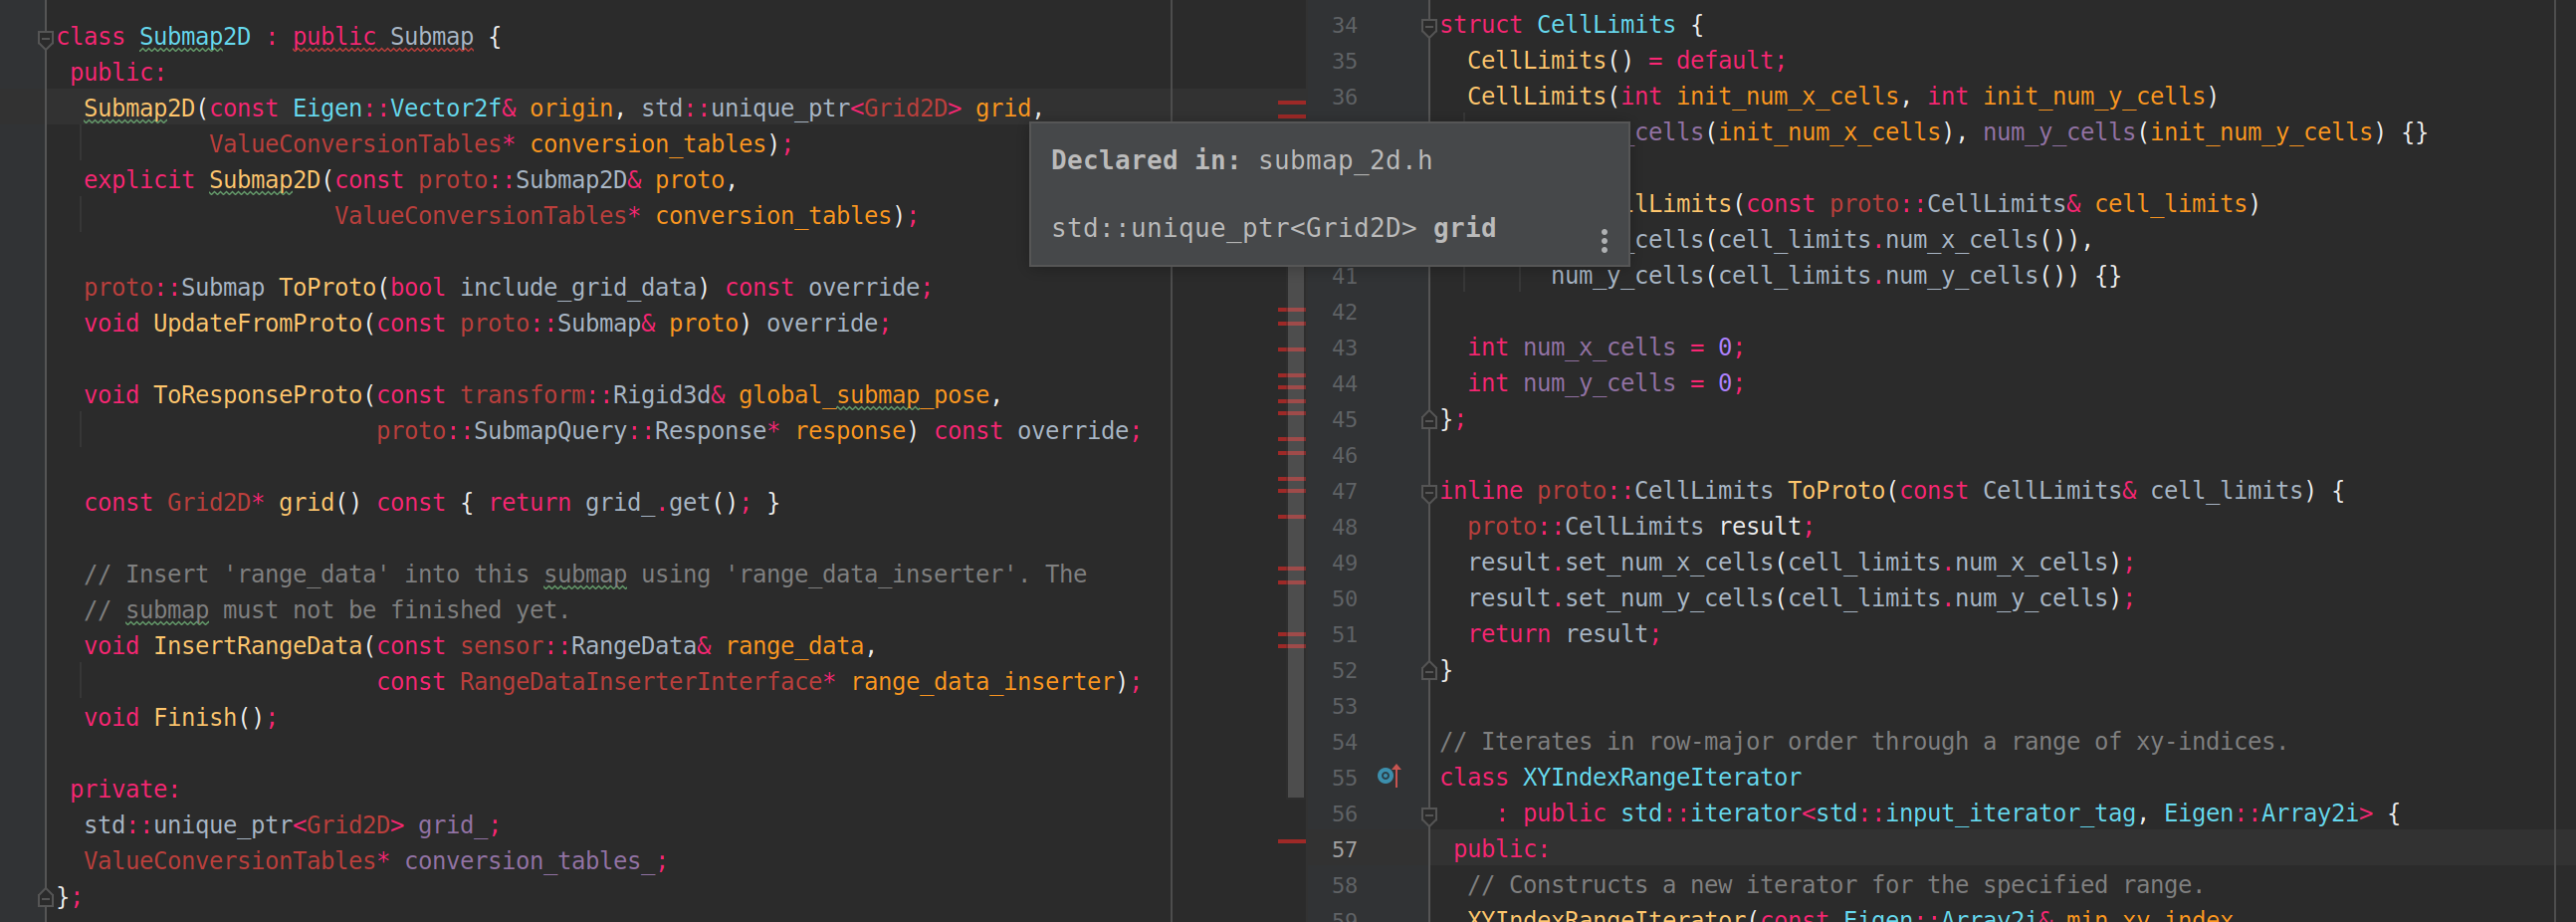 class Submap2D : public Submap {
public:
Submap2D(const Eigen::Vector2f& origin, std::unique_ptr<Grid2D> grid,
ValueConversionTables* conversion_tables);
explicit Submap2D(const proto::Submap2D& proto,
ValueConversionTables* conversion_tables);
proto::Submap ToProto(bool include_grid_data) const override;
void UpdateFromProto(const proto::Submap& proto) override;
void ToResponseProto(const transform::Rigid3d& global_submap_pose,
proto::SubmapQuery::Response* response) const override;
const Grid2D* grid() const { return grid_.get(); }
// Insert 'range_data' into this submap using 'range_data_inserter'. The
// submap must not be finished yet.
void InsertRangeData(const sensor::RangeData& range_data,
const RangeDataInserterInterface* range_data_inserter);
void Finish();
private:
std::unique_ptr<Grid2D> grid_;
ValueConversionTables* conversion_tables_;
};
Declared in: submap_2d.h
std::unique_ptr<Grid2D> grid
34 struct CellLimits {
35 CellLimits() = default;
36 CellLimits(int init_num_x_cells, int init_num_y_cells)
_cells(init_num_x_cells), num_y_cells(init_num_y_cells) {}
lLimits(const proto::CellLimits& cell_limits)
_cells(cell_limits.num_x_cells()),
41 num_y_cells(cell_limits.num_y_cells()) {}
42
43 int num_x_cells = 0;
44 int num_y_cells = 0;
45 };
46
47 inline proto::CellLimits ToProto(const CellLimits& cell_limits) {
48 proto::CellLimits result;
49 result.set_num_x_cells(cell_limits.num_x_cells);
50 result.set_num_y_cells(cell_limits.num_y_cells);
51 return result;
52 }
53
54 // Iterates in row-major order through a range of xy-indices.
55 class XYIndexRangeIterator
56 : public std::iterator<std::input_iterator_tag, Eigen::Array2i> {
57 public:
58 // Constructs a new iterator for the specified range.
59 XYIndexRangeIterator(const Eigen::Array2i& min_xy_index